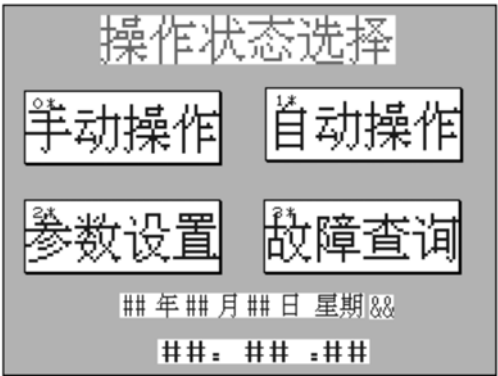 操作状态选择
0*
手动操作
1*
自动操作
2*
参数设置
3*
故障查询
## 年 ## 月 ## 日 星期 &&
##: ## :##